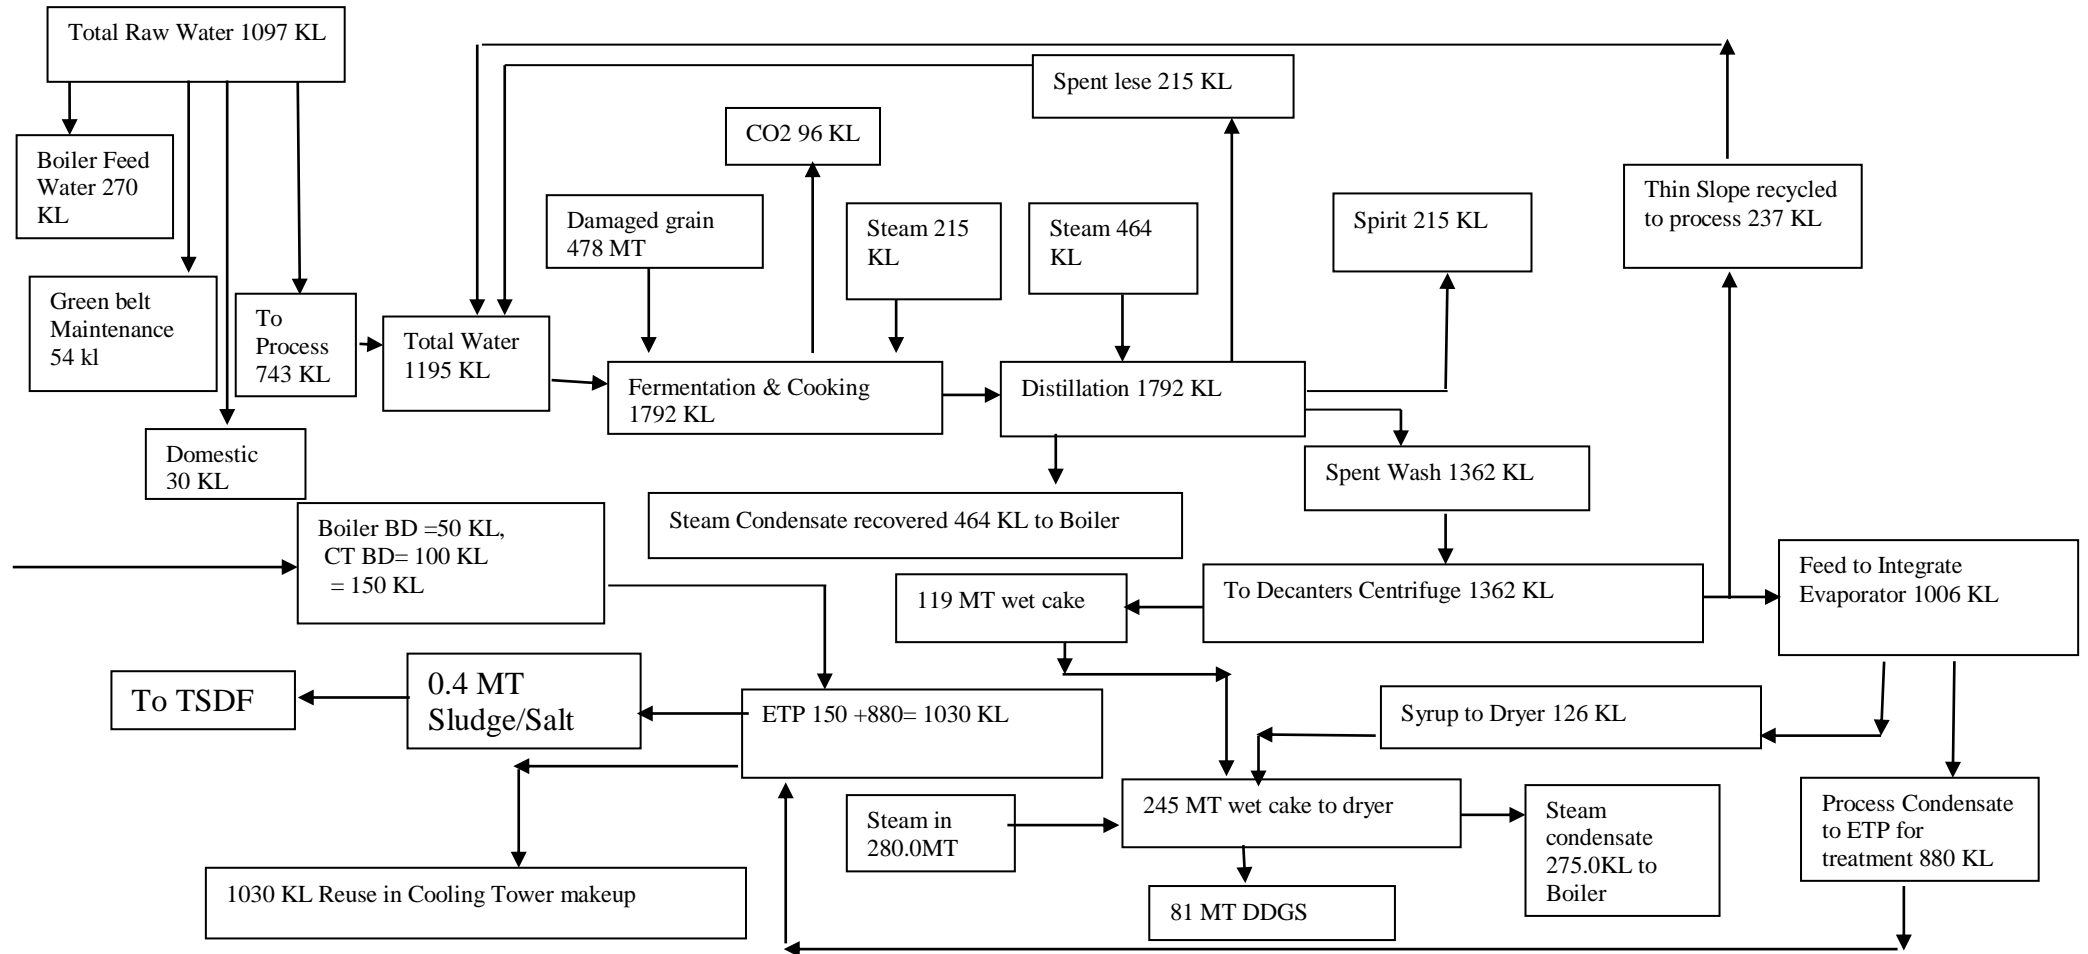 Total Raw Water 1097 KL
Spent lese 215 KL
CO2 96 KL
Boiler Feed
Water 270
KL
Thin Slope recycled
to process 237 KL
Damaged grain
478 MT
Steam 215
KL
Steam 464
KL
Spirit 215 KL
Green belt
Maintenance
54 kl
To
Process
743 KL
Total Water
1195 KL
Fermentation & Cooking
1792 KL
Distillation 1792 KL
Domestic
30 KL
Spent Wash 1362 KL
Boiler BD =50 KL,
CT BD= 100 KL
= 150 KL
Steam Condensate recovered 464 KL to Boiler
119 MT wet cake
To Decanters Centrifuge 1362 KL
Feed to Integrate
Evaporator 1006 KL
To TSDF
0.4 MT
Sludge/Salt
ETP 150 +880= 1030 KL
Syrup to Dryer 126 KL
Steam in
280.0MT
245 MT wet cake to dryer
Steam
condensate
275.0KL to
Boiler
Process Condensate
to ETP for
treatment 880 KL
1030 KL Reuse in Cooling Tower makeup
81 MT DDGS